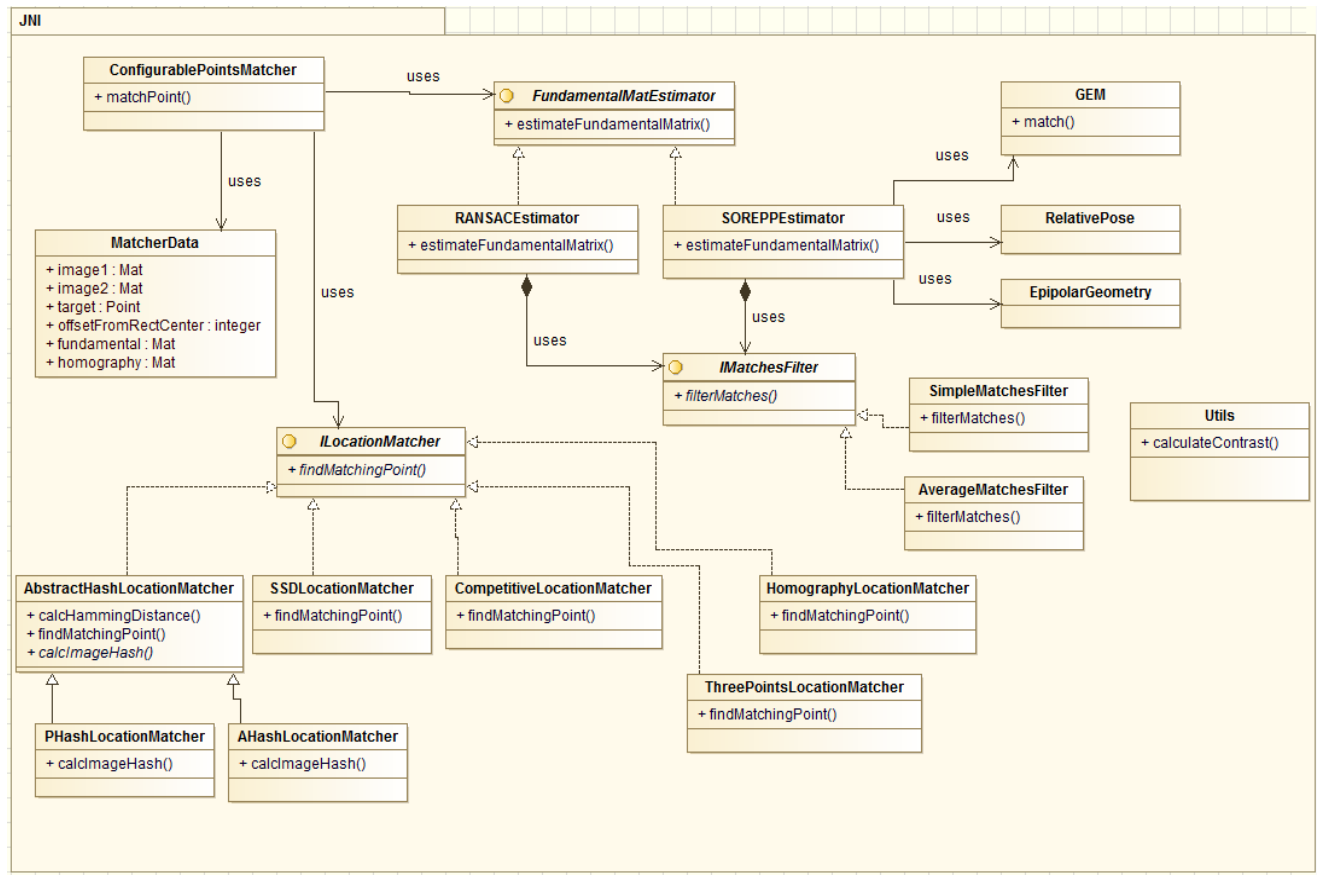 JNI
ConfigurablePointsMatcher
+ matchPoint()
uses
FundamentalMatEstimator
+ estimateFundamentalMatrix()
GEM
+ match()
uses
uses
uses
RANSACEstimator
+ estimateFundamentalMatrix()
SOREPPEstimator
+ estimateFundamentalMatrix()
uses
RelativePose
uses
EpipolarGeometry
MatcherData
+ image1 : Mat
+ image2 : Mat
+ target : Point
+ offsetFromRectCenter : integer
+ fundamental : Mat
+ homography : Mat
uses
uses
IMatchesFilter
+ filterMatches()
SimpleMatchesFilter
+ filterMatches()
Utils
+ calculateContrast()
ILocationMatcher
+ findMatchingPoint()
AverageMatchesFilter
+ filterMatches()
AbstractHashLocationMatcher
+ calcHammingDistance()
+ findMatchingPoint()
+ calcImageHash()
SSDLocationMatcher
+ findMatchingPoint()
CompetitiveLocationMatcher
+ findMatchingPoint()
HomographyLocationMatcher
+ findMatchingPoint()
ThreePointsLocationMatcher
+ findMatchingPoint()
PHashLocationMatcher
+ calcImageHash()
AHashLocationMatcher
+ calcImageHash()